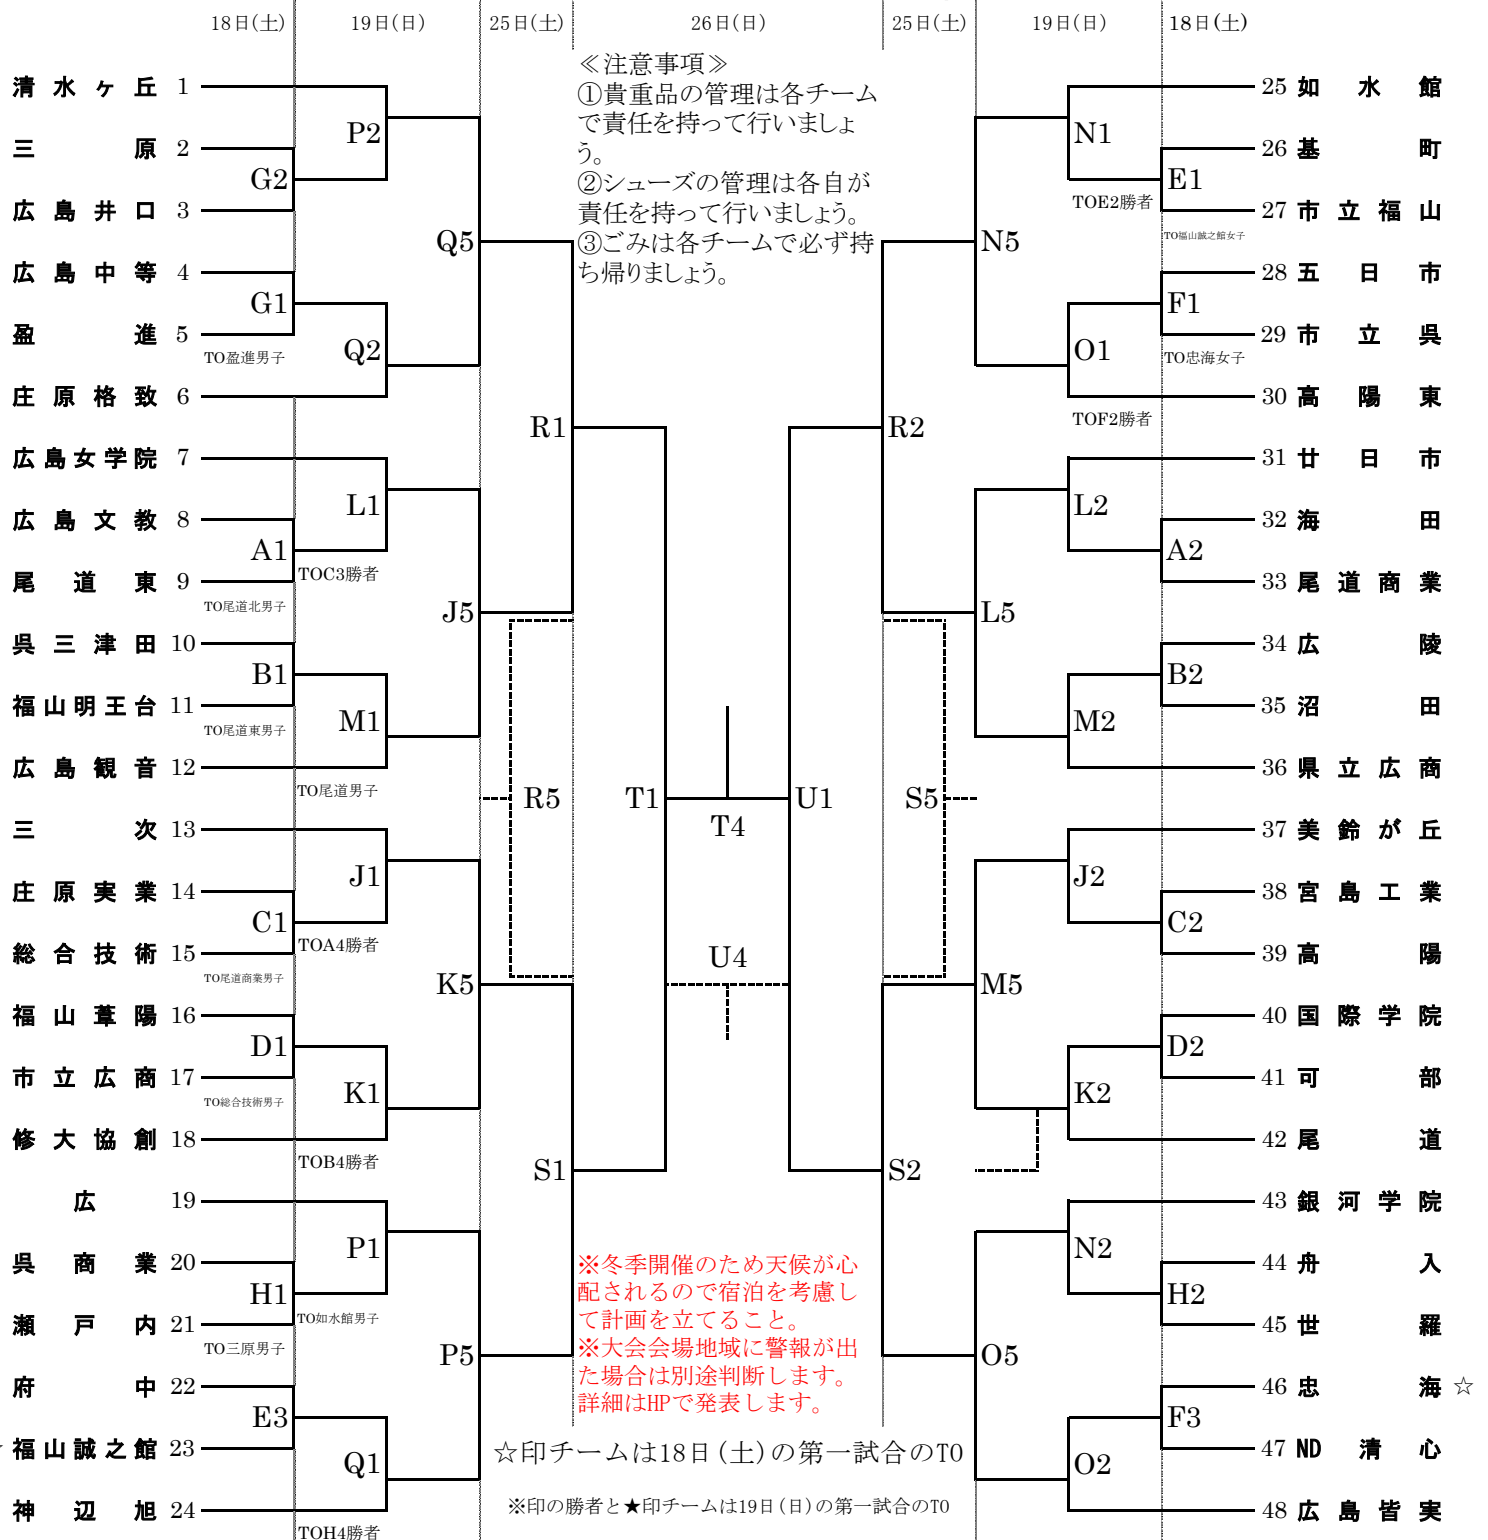 18日(土) 19日(日) 25日(土) 26日(日) 25日(土) 19日(日) 18日(土)
≪注意事項≫
①貴重品の管理は各チーム
で責任を持って行いましょ
う。
②シューズの管理は各自が
責任を持って行いましょう。
③ごみは各チームで必ず持
ち帰りましょう。
清水ヶ丘 1
P2
三原 2
G2
広島井口 3
Q5
広島中等 4
G1
盈進 5
TO盈進男子
Q2
庄原格致 6
R1
広島女学院 7
L1
広島文教 8
A1
TOC3勝者
尾道東 9
TO尾道北男子
J5
呉三津田 10
B1
福山明王台 11
TO尾道東男子
M1
広島観音 12
TO尾道男子
R5
T1
T4
U1
S5
三次 13
J1
庄原実業 14
C1
TOA4勝者
総合技術 15
TO尾道商業男子
U4
K5
福山葦陽 16
D1
市立広商 17
TO総合技術男子
K1
修大協創 18
TOB4勝者
S1
広 19
P1
呉商業 20
H1
TO如水館男子
瀬戸内 21
TO三原男子
P5
府中 22
E3
福山誠之館 23
Q1
神辺旭 24
TOH4勝者
25 如水館
N1
26 基町
E1
TOE2勝者
27 市立福山
TO福山誠之館女子
N5
28 五日市
F1
29 市立呉
TO忠海女子
O1
30 高陽東
TOF2勝者
R2
31 廿日市
L2
32 海田
A2
33 尾道商業
L5
34 広陵
B2
35 沼田
M2
36 県立広商
37 美鈴が丘
J2
38 宮島工業
C2
39 高陽
M5
40 国際学院
D2
41 可部
K2
42 尾道
S2
43 銀河学院
N2
44 舟入
H2
45 世羅
O5
46 忠海 ☆
F3
47 ND清心
O2
48 広島皆実
※冬季開催のため天候が心
配されるので宿泊を考慮し
て計画を立てること。
※大会会場地域に警報が出
た場合は別途判断します。
詳細はHPで発表します。
☆印チームは18日(土)の第一試合のTO
※印の勝者と★印チームは19日(日)の第一試合のTO